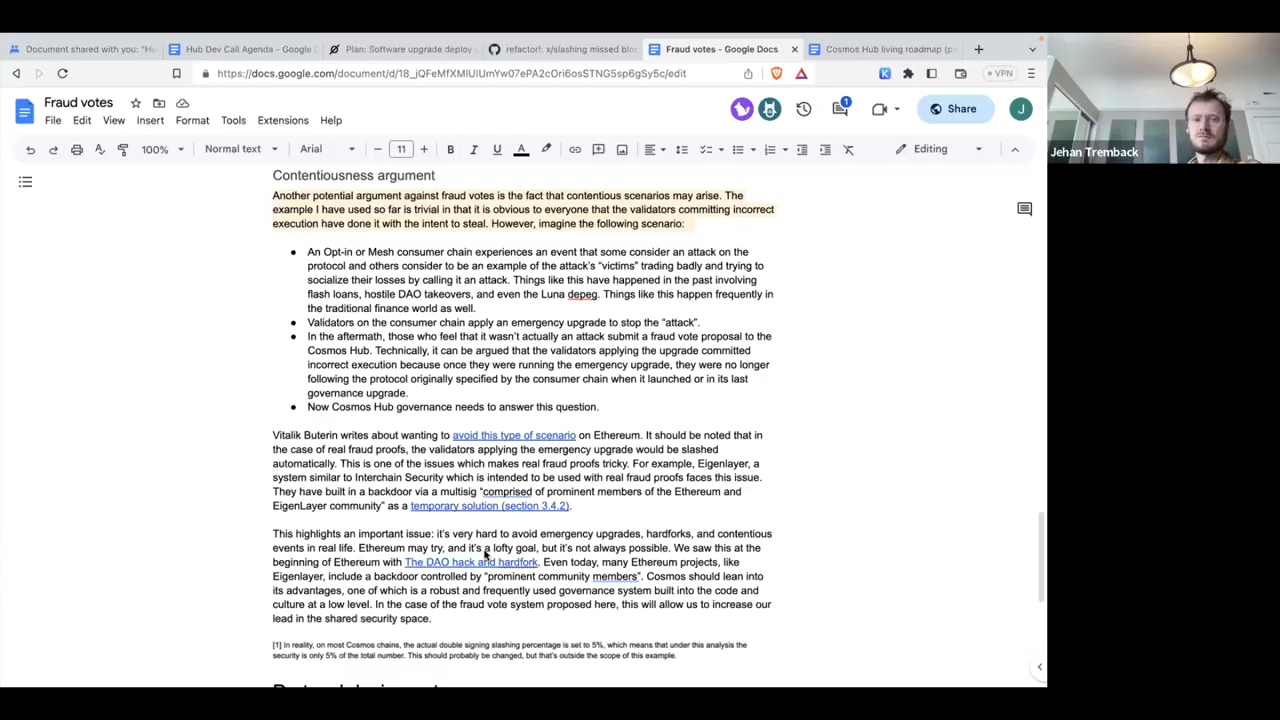 Document shared with you: "Hu
Hub Dev Call Agenda - Google D
Plan: Software upgrade deploy
refactor!: x/slashing missed blo
Fraud votes - Google Docs
Cosmos Hub living roadmap (pu
https://docs.google.com/document/d/18_jQFeMfXMIUlUmYw07ePA2cOri6osSTNG5sp6gSy5c/edit
VPN
Fraud votes
File Edit View Insert Format Tools Extensions Help
1
Share
J
100%
Normal text
Arial
11
B I U A
Editing
Jehan Tremback
Contentiousness argument
Another potential argument against fraud votes is the fact that contentious scenarios may arise. The
example I have used so far is trivial in that it is obvious to everyone that the validators committing incorrect
execution have done it with the intent to steal. However, imagine the following scenario:
● An Opt-in or Mesh consumer chain experiences an event that some consider an attack on the
protocol and others consider to be an example of the attack's "victims" trading badly and trying to
socialize their losses by calling it an attack. Things like this have happened in the past involving
flash loans, hostile DAO takeovers, and even the Luna depeg. Things like this happen frequently in
the traditional finance world as well.
● Validators on the consumer chain apply an emergency upgrade to stop the "attack".
● In the aftermath, those who feel that it wasn't actually an attack submit a fraud vote proposal to the
Cosmos Hub. Technically, it can be argued that the validators applying the upgrade committed
incorrect execution because once they were running the emergency upgrade, they were no longer
following the protocol originally specified by the consumer chain when it launched or in its last
governance upgrade.
● Now Cosmos Hub governance needs to answer this question.
Vitalik Buterin writes about wanting to avoid this type of scenario on Ethereum. It should be noted that in
the case of real fraud proofs, the validators applying the emergency upgrade would be slashed
automatically. This is one of the issues which makes real fraud proofs tricky. For example, Eigenlayer, a
system similar to Interchain Security which is intended to be used with real fraud proofs faces this issue.
They have built in a backdoor via a multisig "comprised of prominent members of the Ethereum and
EigenLayer community" as a temporary solution (section 3.4.2).
This highlights an important issue: it's very hard to avoid emergency upgrades, hardforks, and contentious
events in real life. Ethereum may try, and it's a lofty goal, but it's not always possible. We saw this at the
beginning of Ethereum with The DAO hack and hardfork. Even today, many Ethereum projects, like
Eigenlayer, include a backdoor controlled by "prominent community members". Cosmos should lean into
its advantages, one of which is a robust and frequently used governance system built into the code and
culture at a low level. In the case of the fraud vote system proposed here, this will allow us to increase our
lead in the shared security space.
[1] In reality, on most Cosmos chains, the actual double signing slashing percentage is set to 5%, which means that under this analysis the
security is only 5% of the total number. This should probably be changed, but that's outside the scope of this example.